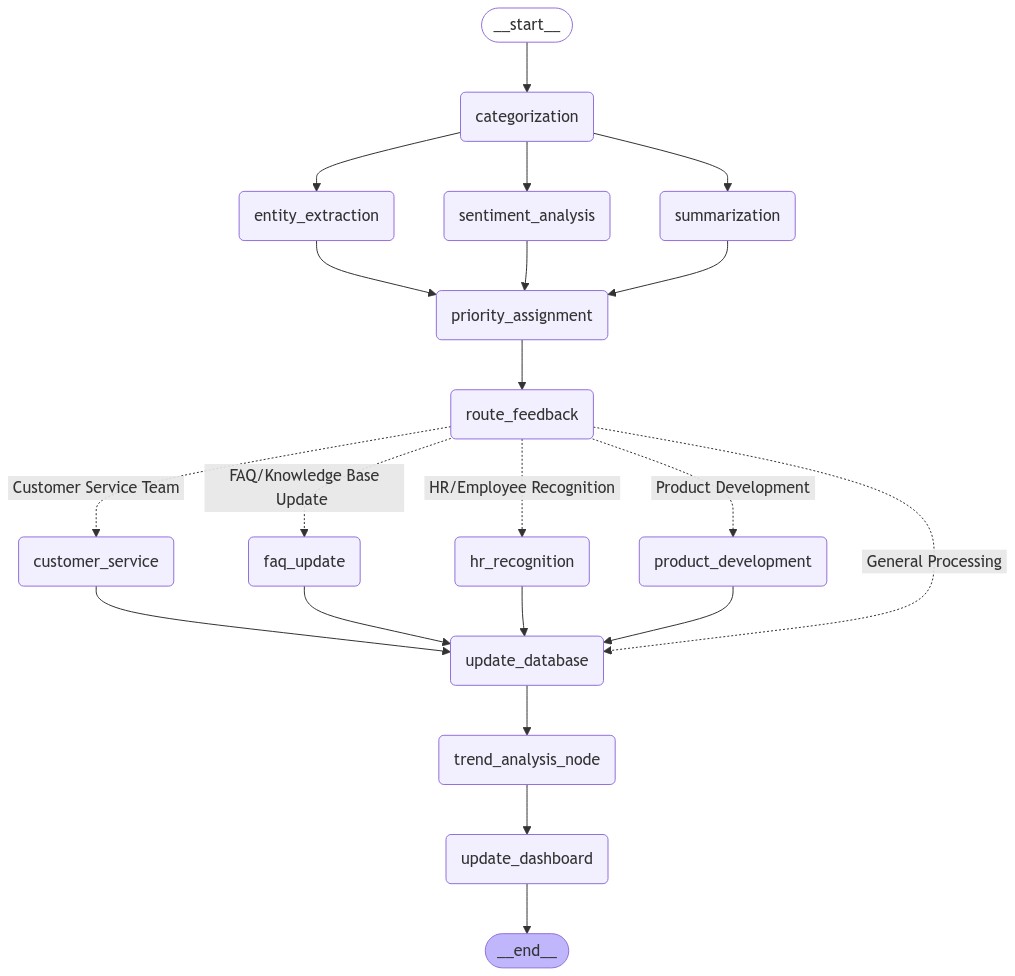 __start__
categorization
entity_extraction
sentiment_analysis
summarization
priority_assignment
route_feedback
Customer Service Team
FAQ/Knowledge Base
Update
HR/Employee Recognition
Product Development
customer_service
faq_update
hr_recognition
product_development
General Processing
update_database
trend_analysis_node
update_dashboard
__end__